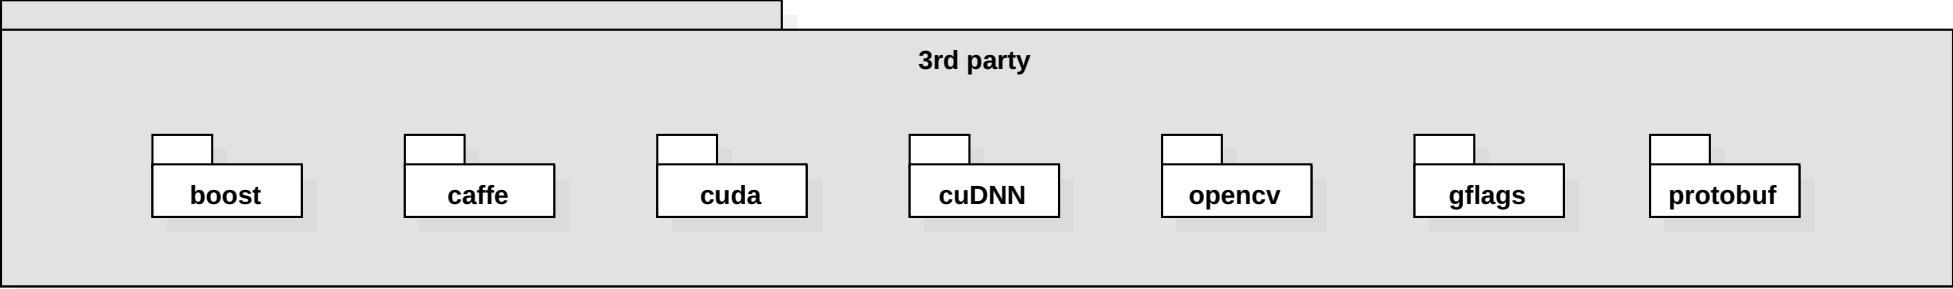 3rd party
boost
caffe
cuda
cuDNN
opencv
gflags
protobuf